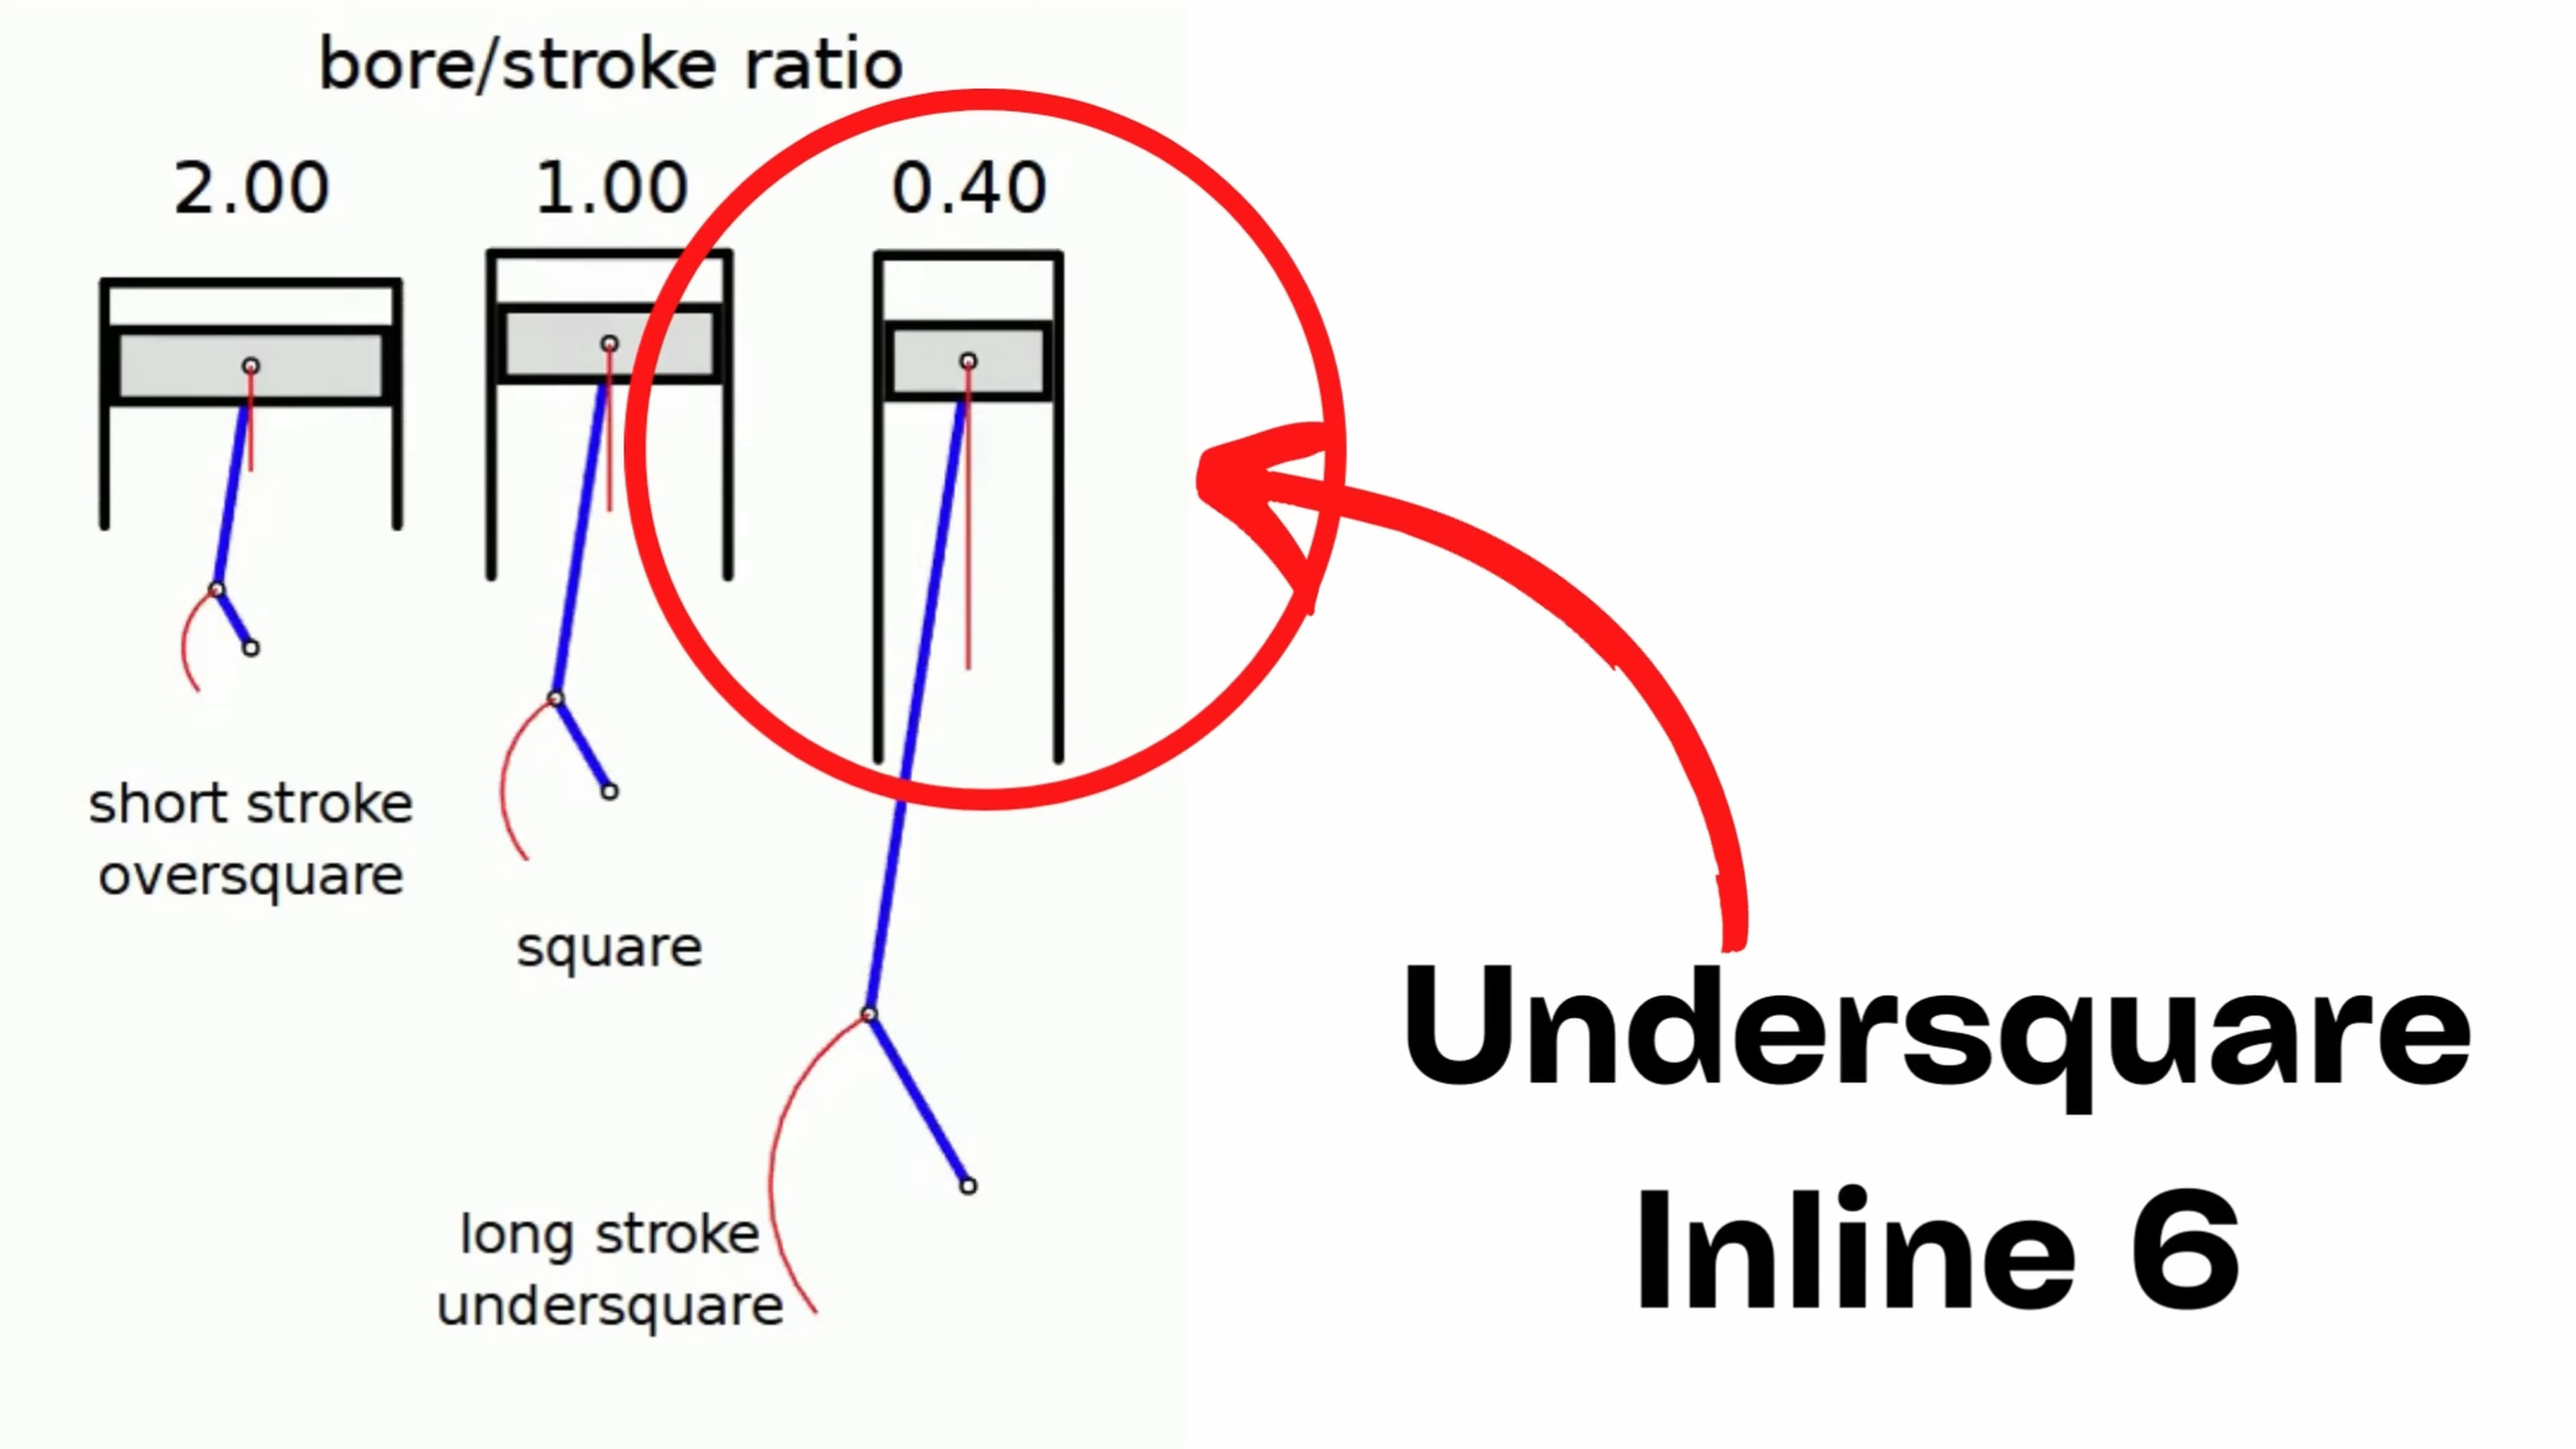 bore/stroke ratio
2.00
1.00
0.40
short stroke
oversquare
square
long stroke
undersquare
Undersquare
Inline 6